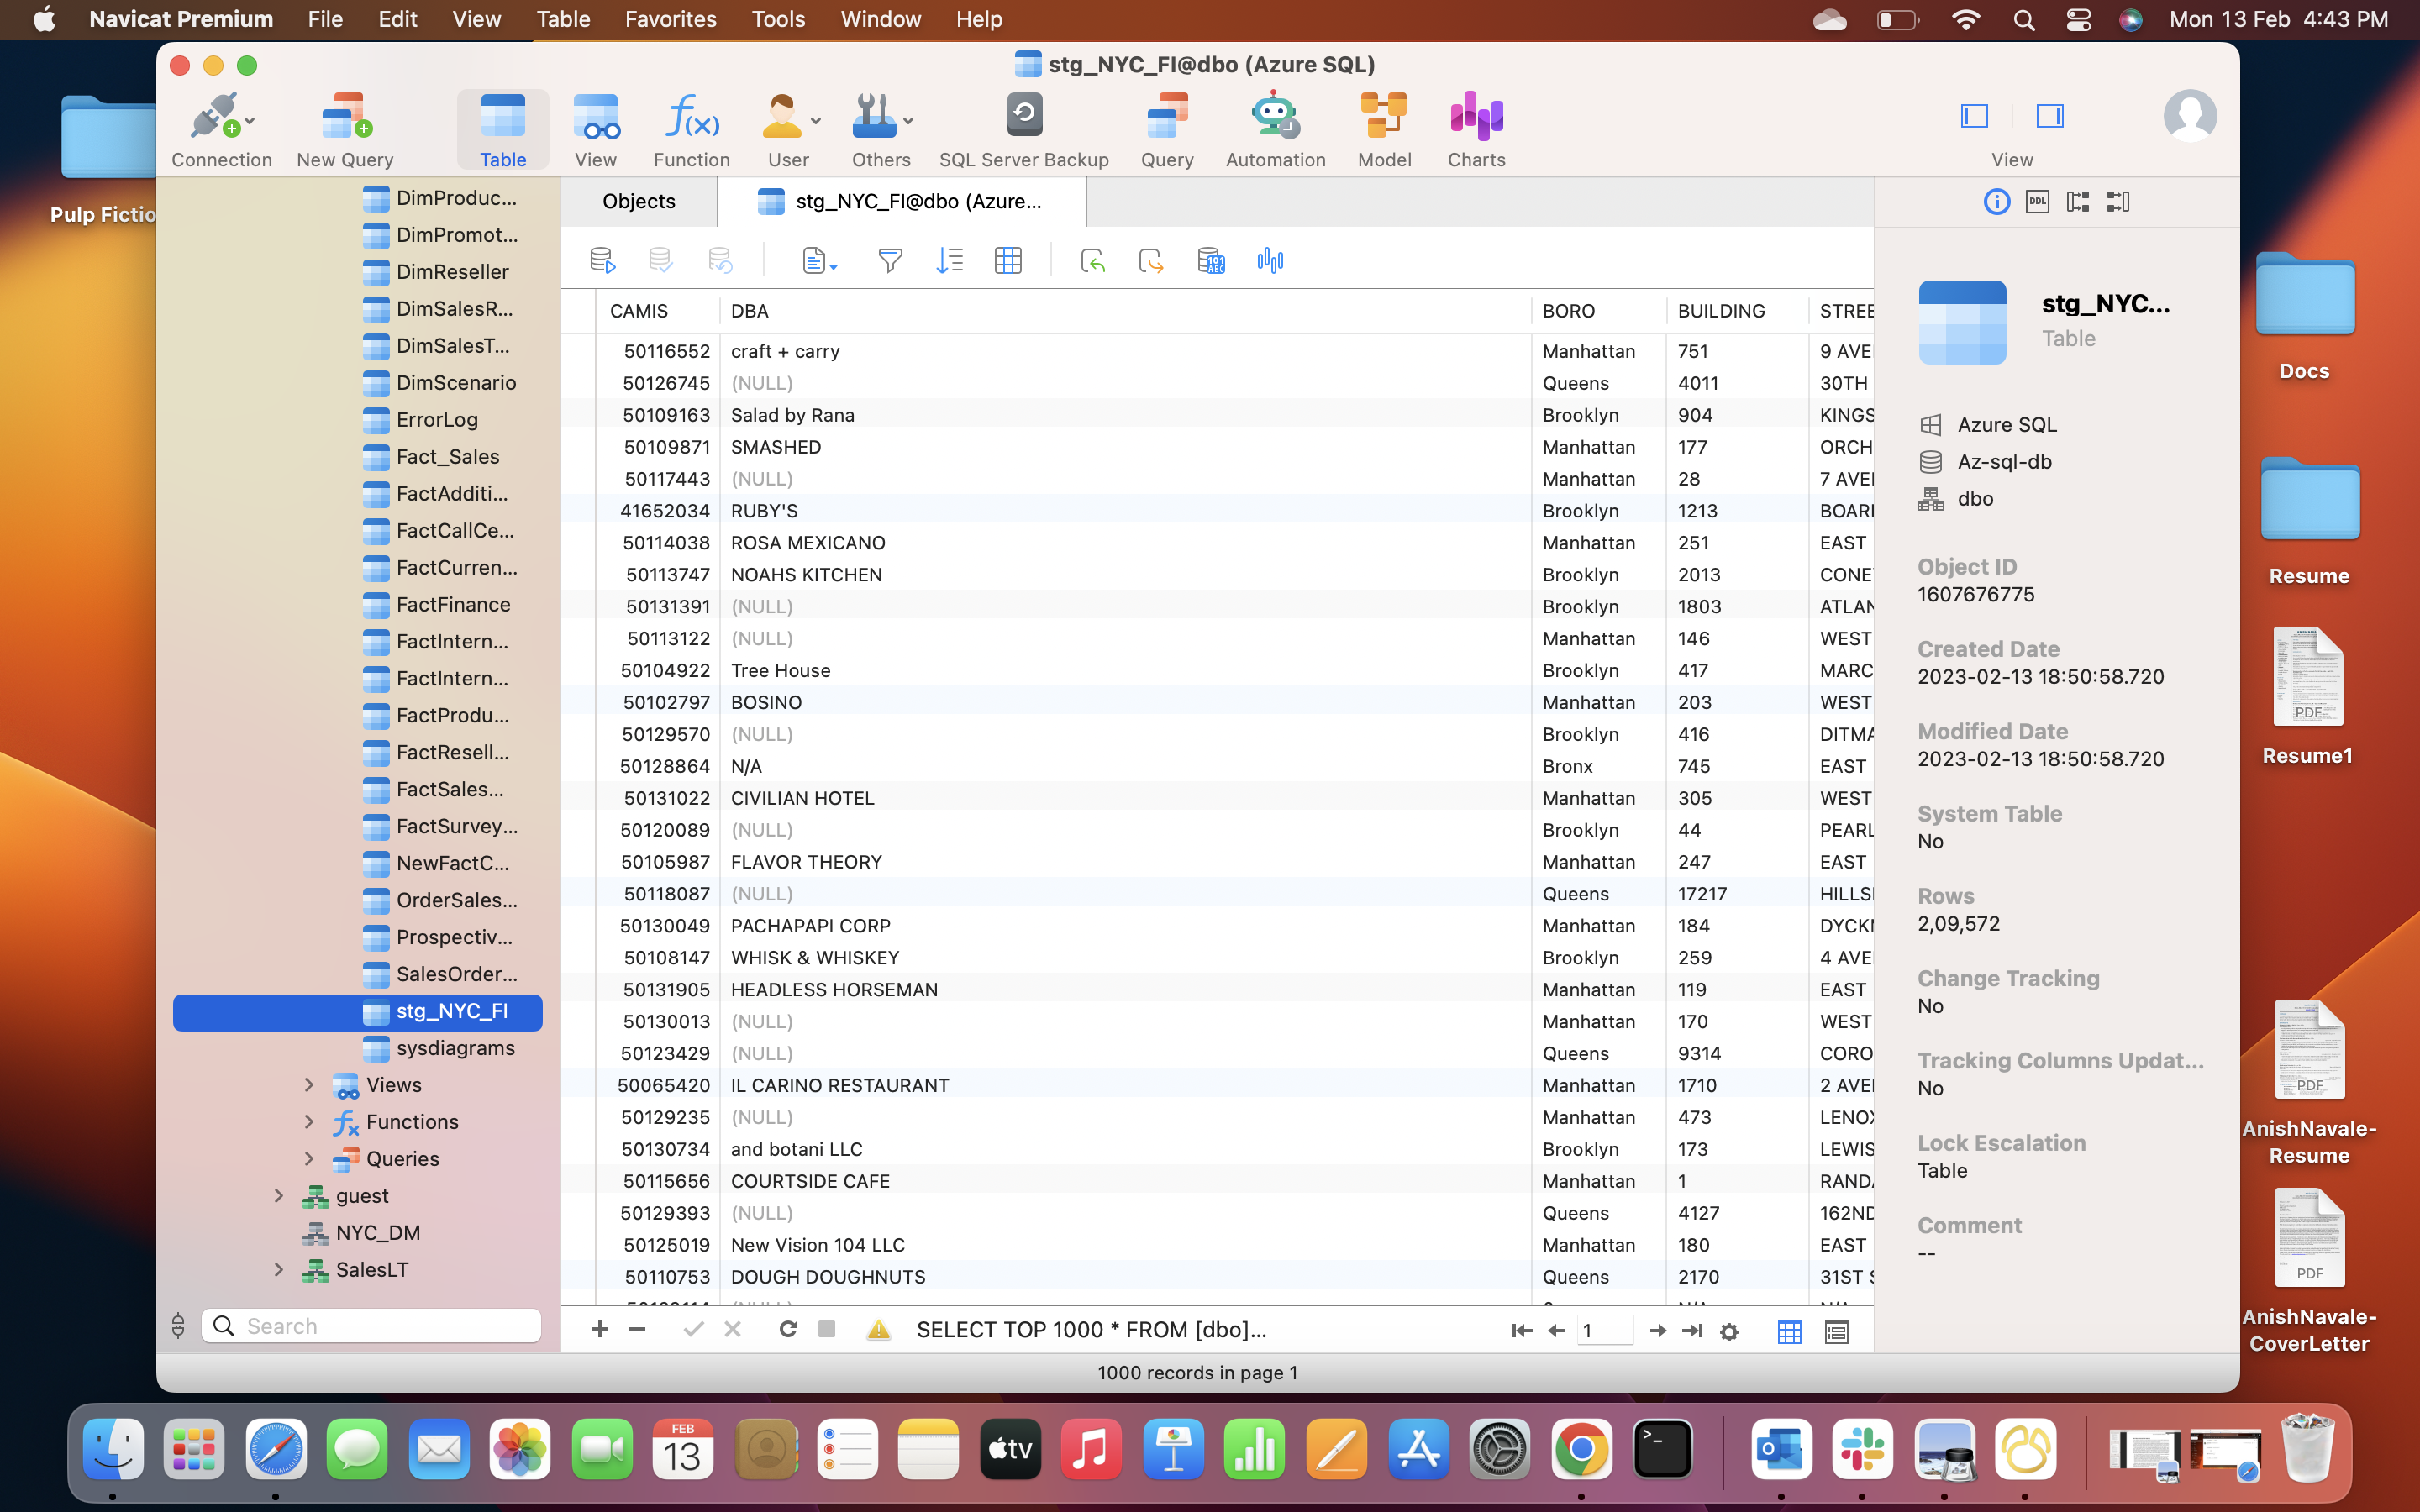 Navicat Premium File Edit View Table Favorites Tools Window Help Mon 13 Feb 4:43 PM
stg_NYC_FI@dbo (Azure SQL)
Connection New Query Table View Function User Others SQL Server Backup Query Automation Model Charts View
Pulp Fictio
DimProduc...
DimPromot...
DimReseller
DimSalesR...
DimSalesT...
DimScenario
ErrorLog
Fact_Sales
FactAdditi...
FactCallCe...
FactCurren...
FactFinance
FactIntern...
FactIntern...
FactProdu...
FactResell...
FactSales...
FactSurvey...
NewFactC...
OrderSales...
Prospectiv...
SalesOrder...
stg_NYC_FI
sysdiagrams
Views
Functions
Queries
guest
NYC_DM
SalesLT
Search
Objects stg_NYC_FI@dbo (Azure...
CAMIS DBA BORO BUILDING STREE
50116552 craft + carry Manhattan 751 9 AVE
50126745 (NULL) Queens 4011 30TH
50109163 Salad by Rana Brooklyn 904 KINGS
50109871 SMASHED Manhattan 177 ORCH
50117443 (NULL) Manhattan 28 7 AVE
41652034 RUBY'S Brooklyn 1213 BOAR
50114038 ROSA MEXICANO Manhattan 251 EAST
50113747 NOAHS KITCHEN Brooklyn 2013 CONE
50131391 (NULL) Brooklyn 1803 ATLAN
50113122 (NULL) Manhattan 146 WEST
50104922 Tree House Brooklyn 417 MARC
50102797 BOSINO Manhattan 203 WEST
50129570 (NULL) Brooklyn 416 DITMA
50128864 N/A Bronx 745 EAST
50131022 CIVILIAN HOTEL Manhattan 305 WEST
50120089 (NULL) Brooklyn 44 PEARL
50105987 FLAVOR THEORY Manhattan 247 EAST
50118087 (NULL) Queens 17217 HILLS
50130049 PACHAPAPI CORP Manhattan 184 DYCK
50108147 WHISK & WHISKEY Brooklyn 259 4 AVE
50131905 HEADLESS HORSEMAN Manhattan 119 EAST
50130013 (NULL) Manhattan 170 WEST
50123429 (NULL) Queens 9314 CORO
50065420 IL CARINO RESTAURANT Manhattan 1710 2 AVE
50129235 (NULL) Manhattan 473 LENOX
50130734 and botani LLC Brooklyn 173 LEWIS
50115656 COURTSIDE CAFE Manhattan 1 RAND
50129393 (NULL) Queens 4127 162ND
50125019 New Vision 104 LLC Manhattan 180 EAST
50110753 DOUGH DOUGHNUTS Queens 2170 31ST S
SELECT TOP 1000 * FROM [dbo]... 1
1000 records in page 1
DDL
stg_NYC...
Table
Azure SQL
Az-sql-db
dbo
Object ID
1607676775
Created Date
2023-02-13 18:50:58.720
Modified Date
2023-02-13 18:50:58.720
System Table
No
Rows
2,09,572
Change Tracking
No
Tracking Columns Updat...
No
Lock Escalation
Table
Comment
--
Docs
Resume
PDF
Resume1
PDF
AnishNavale-
Resume
PDF
AnishNavale-
CoverLetter
FEB
13
tv